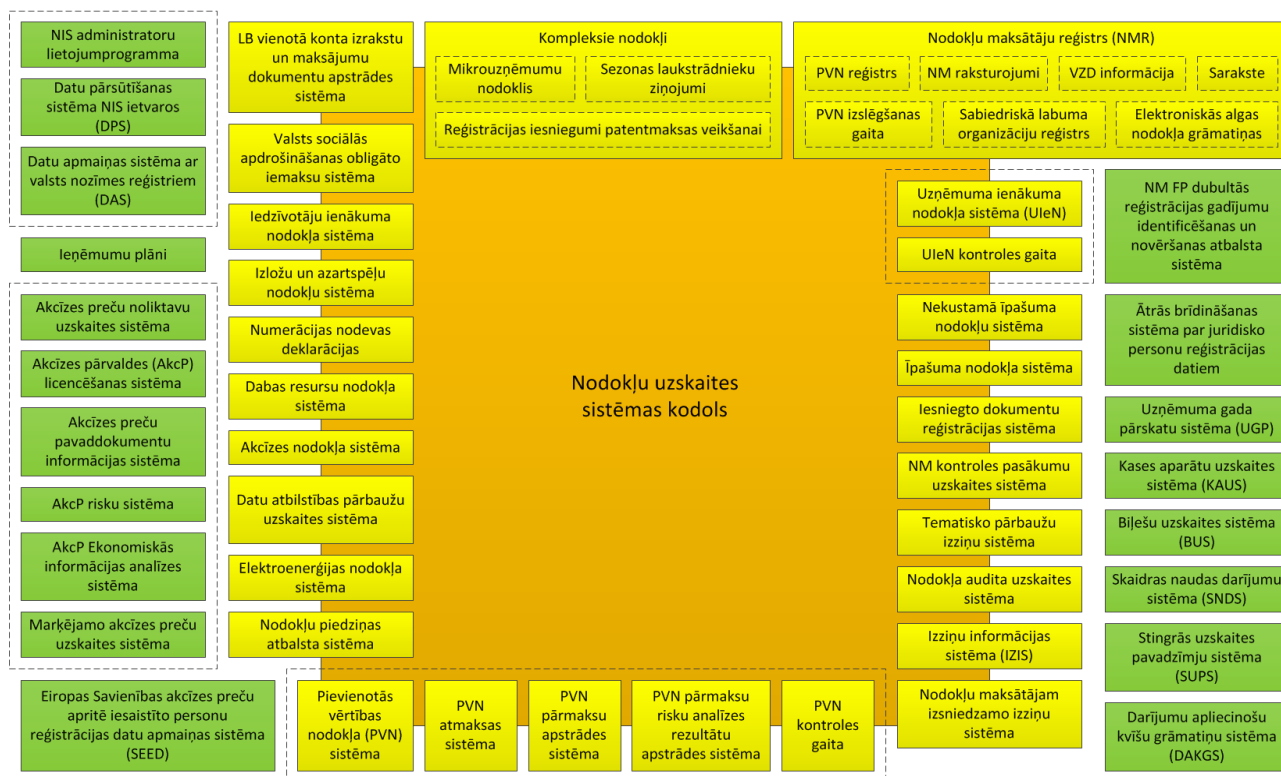 NIS administratoru
lietojumprogramma
Datu pārsūtīšanas
sistēma NIS ietvaros
(DPS)
Datu apmaiņas sistēma ar
valsts nozīmes reģistriem
(DAS)
Ieņēmumu plāni
Akcīzes preču noliktavu
uzskaites sistēma
Akcīzes pārvaldes (AkcP)
licencēšanas sistēma
Akcīzes preču
pavaddokumentu
informācijas sistēma
AkcP risku sistēma
AkcP Ekonomiskās
informācijas analīzes
sistēma
Marķējamo akcīzes preču
uzskaites sistēma
Eiropas Savienības akcīzes preču
apritē iesaistīto personu
reģistrācijas datu apmaiņas sistēma
(SEED)
LB vienotā konta izrakstu
un maksājumu
dokumentu apstrādes
sistēma
Valsts sociālās
apdrošināšanas obligāto
iemaksu sistēma
Iedzīvotāju ienākuma
nodokļa sistēma
Izložu un azartspēļu
nodokļu sistēma
Numerācijas nodevas
deklarācijas
Dabas resursu nodokļa
sistēma
Akcīzes nodokļa sistēma
Datu atbilstības pārbaužu
uzskaites sistēma
Elektroenerģijas nodokļa
sistēma
Nodokļu piedziņas
atbalsta sistēma
Kompleksie nodokļi
Mikrouzņēmumu
nodoklis
Sezonas laukstrādnieku
ziņojumi
Reģistrācijas iesniegumi patentmaksas veikšanai
Nodokļu maksātāju reģistrs (NMR)
PVN reģistrs
NM raksturojumi
VZD informācija
Sarakste
PVN izslēgšanas
gaita
Sabiedriskā labuma
organizāciju reģistrs
Elektroniskās algas
nodokļa grāmatiņas
Nodokļu uzskaites
sistēmas kodols
Uzņēmuma ienākuma
nodokļa sistēma (UIeN)
UIeN kontroles gaita
Nekustamā īpašuma
nodokļu sistēma
Īpašuma nodokļa sistēma
Iesniegto dokumentu
reģistrācijas sistēma
NM kontroles pasākumu
uzskaites sistēma
Tematisko pārbaužu
izziņu sistēma
Nodokļa audita uzskaites
sistēma
Izziņu informācijas
sistēma (IZIS)
Nodokļu maksātājam
izsniedzamo izziņu
sistēma
NM FP dubultās
reģistrācijas gadījumu
identificēšanas un
novēršanas atbalsta
sistēma
Ātrās brīdināšanas
sistēma par juridisko
personu reģistrācijas
datiem
Uzņēmuma gada
pārskatu sistēma (UGP)
Kases aparātu uzskaites
sistēma (KAUS)
Biļešu uzskaites sistēma
(BUS)
Skaidras naudas darījumu
sistēma (SNDS)
Stingrās uzskaites
pavadzīmju sistēma
(SUPS)
Darījumu apliecinošu
kvīšu grāmatiņu sistēma
(DAKGS)
Pievienotās
vērtības
nodokļa (PVN)
sistēma
PVN
atmaksas
sistēma
PVN
pārmaksu
apstrādes
sistēma
PVN pārmaksu
risku analīzes
rezultātu
apstrādes sistēma
PVN
kontroles
gaita